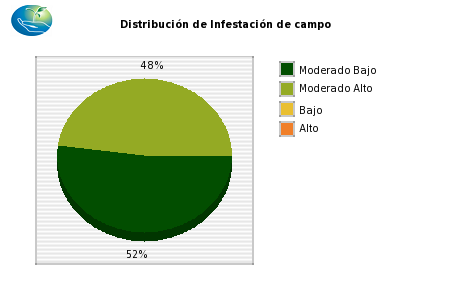 Distribución de Infestación de campo
48%
52%
Moderado Bajo
Moderado Alto
Bajo
Alto